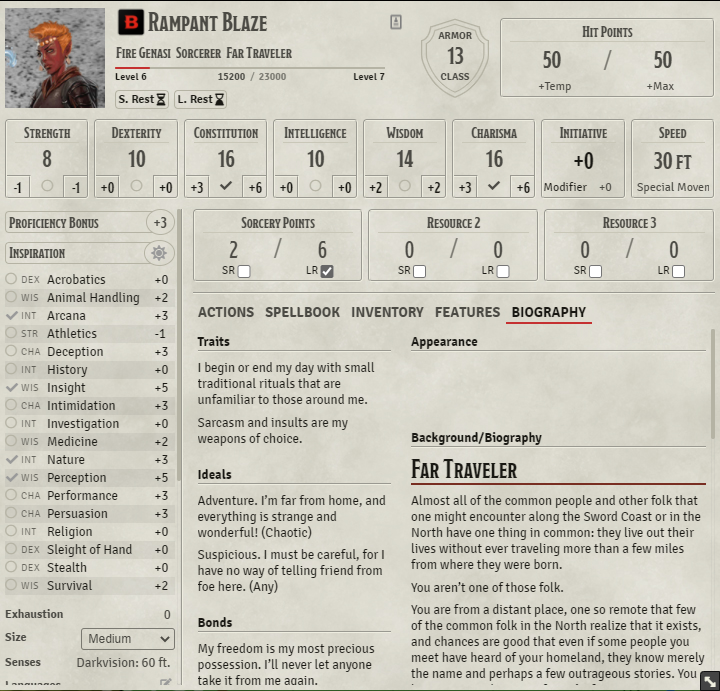 B RAMPANT BLAZE
FIRE GENASI SORCERER FAR TRAVELER
Level 6 15200 / 23000 Level 7
S. Rest L. Rest
ARMOR
13
CLASS
HIT POINTS
50 / 50
+Temp +Max
STRENGTH
8
-1 -1
DEXTERITY
10
+0 +0
CONSTITUTION
16
+3 +6
INTELLIGENCE
10
+0 +0
WISDOM
14
+2 +2
CHARISMA
16
+3 +6
INITIATIVE
+0
Modifier +0
SPEED
30 FT
Special Movem
PROFICIENCY BONUS +3
INSPIRATION
DEX Acrobatics +0
WIS Animal Handling +2
INT Arcana +3
STR Athletics -1
CHA Deception +3
INT History +0
WIS Insight +5
CHA Intimidation +3
INT Investigation +0
WIS Medicine +2
INT Nature +3
WIS Perception +5
CHA Performance +3
CHA Persuasion +3
INT Religion +0
DEX Sleight of Hand +0
DEX Stealth +0
WIS Survival +2
Exhaustion 0
Size Medium
Senses Darkvision: 60 ft.
Languages
SORCERY POINTS
2 / 6
SR LR
RESOURCE 2
0 / 0
SR LR
RESOURCE 3
0 / 0
SR LR
ACTIONS SPELLBOOK INVENTORY FEATURES BIOGRAPHY
Traits
I begin or end my day with small
traditional rituals that are
unfamiliar to those around me.
Sarcasm and insults are my
weapons of choice.
Ideals
Adventure. I'm far from home, and
everything is strange and
wonderful! (Chaotic)
Suspicious. I must be careful, for I
have no way of telling friend from
foe here. (Any)
Bonds
My freedom is my most precious
possession. I'll never let anyone
take it from me again.
Appearance
Background/Biography
FAR TRAVELER
Almost all of the common people and other folk that
one might encounter along the Sword Coast or in the
North have one thing in common: they live out their
lives without ever traveling more than a few miles
from where they were born.
You aren't one of those folk.
You are from a distant place, one so remote that few
of the common folk in the North realize that it exists,
and chances are good that even if some people you
meet have heard of your homeland, they know merely
the name and perhaps a few outrageous stories. You